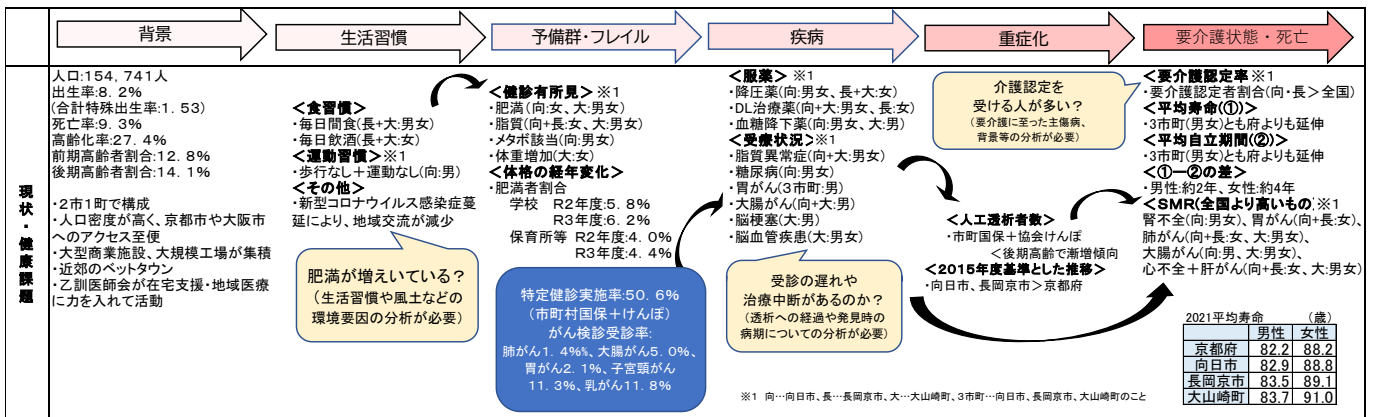 背景
生活習慣
予備群・フレイル
疾病
重症化
要介護状態・死亡
現状・健康課題
人口:154,741人
出生率:8.2%
(合計特殊出生率:1.53)
死亡率:9.3%
高齢化率:27.4%
前期高齢者割合:12.8%
後期高齢者割合:14.1%
・2市1町で構成
・人口密度が高く、京都市や大阪市
へのアクセス至便
・大型商業施設、大規模工場が集積
・近郊のベットタウン
・乙訓医師会が在宅支援・地域医療
に力を入れて活動
<食習慣>
・毎日間食(長+大:男女)
・毎日飲酒(長+大:女)
<運動習慣>※1
・歩行なし+運動なし(向:男)
<その他>
・新型コロナウイルス感染症蔓
延により、地域交流が減少
肥満が増えいている?
(生活習慣や風土などの
環境要因の分析が必要)
<健診有所見>※1
・肥満(向:女、大:男女)
・脂質(向+長:女、大:男女)
・メタボ該当(向:男女)
・体重増加(大:女)
<体格の経年変化>
・肥満者割合
学校 R2年度:5.8%
R3年度:6.2%
保育所等 R2年度:4.0%
R3年度:4.4%
特定健診実施率:50.6%
(市町村国保+けんぽ)
がん検診受診率:
肺がん1.4%%、大腸がん5.0%、
胃がん2.1%、子宮頸がん
11.3%、乳がん11.8%
<服薬> ※1
・降圧薬(向:男女、長+大:女)
・DL治療薬(向+大:男女、長:女)
・血糖降下薬(向:男女、大:男)
<受療状況>※1
・脂質異常症(向+大:男女)
・糖尿病(向:男女)
・胃がん(3市町:男)
・大腸がん(向+大:男)
・脳梗塞(大:男)
・脳血管疾患(大:男女)
受診の遅れや
治療中断があるのか?
(透析への経過や発見時の
病期についての分析が必要)
介護認定を
受ける人が多い?
(要介護に至った主傷病、
背景等の分析が必要)
<人工透析者数>
・市町国保+協会けんぽ
<後期高齢で漸増傾向
<2015年度基準とした推移>
・向日市、長岡京市>京都府
<要介護認定率※1
・要介護認定者割合(向・長>全国)
<平均寿命(①)>
・3市町(男女)とも府よりも延伸
<平均自立期間(②)>
・3市町(男女)とも府よりも延伸
<①-②の差>
・男性:約2年、女性:約4年
<SMR(全国より高いもの)※1
腎不全(向:男女)、胃がん(向+長:女)、
肺がん(向+長:女、大:男女)、
大腸がん(向:男、大:男女)、
心不全+肝がん(向+長:女、大:男)
2021平均寿命 (歳)
男性 女性
京都府 82.2 88.2
向日市 82.9 88.8
長岡京市 83.5 89.1
大山崎町 83.7 91.0
※1 向…向日市、長…長岡京市、大…大山崎町、3市町…向日市、長岡京市、大山崎町のこと